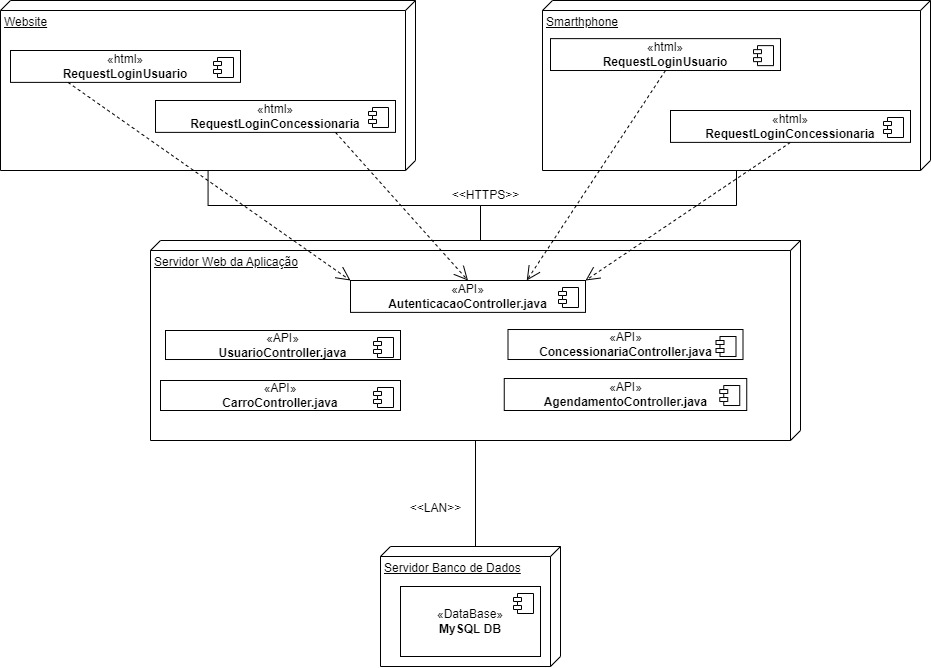 Website
«html»
RequestLoginUsuario
«html»
RequestLoginConcessionaria
Smarthphone
«html»
RequestLoginUsuario
«html»
RequestLoginConcessionaria
<<HTTPS>>
Servidor Web da Aplicação
«API»
AutenticacaoController.java
«API»
UsuarioController.java
«API»
ConcessionariaController.java
«API»
CarroController.java
«API»
AgendamentoController.java
<<LAN>>
Servidor Banco de Dados
«DataBase»
MySQL DB